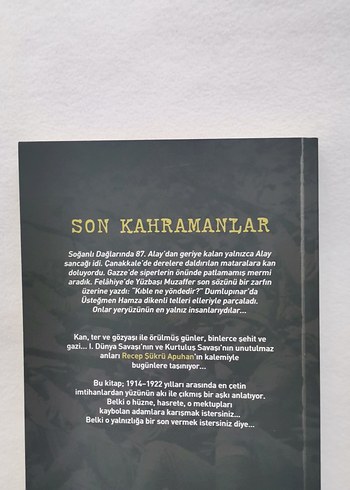 SON KAHRAMANLAR
Soğanlı Dağlarında 87. Alay'dan geriye kalan yalnızca Alay
sancağı idi. Çanakkale'de derelere daldırılan mataralara kan
doluyordu. Gazze'de siperlerin önünde patlamamış mermi
aradık. Felâhiye'de Yüzbaşı Muzaffer son sözünü bir zarfın
üzerine yazdı: "Kıble ne yöndedir?" Dumlupınar'da
Üsteğmen Hamza dikenli telleri elleriyle parçaladı.
Onlar yeryüzünün en yalnız insanlarıydılar...
Kan, ter ve gözyaşı ile örülmüş günler, binlerce şehit ve
gazi... I. Dünya Savaşı'nın ve Kurtuluş Savaşı'nın unutulmaz
anları Recep Şükrü Apuhan'ın kalemiyle
bugünlere taşınıyor...
Bu kitap; 1914-1922 yılları arasında en çetin
imtihanlardan yüzünün akı ile çıkmış bir aşkı anlatıyor.
Belki o hüzne, hasrete, o mektupları
kaybolan adamlara karışmak istersiniz...
Belki o yalnızlığa bir son vermek istersiniz diye...